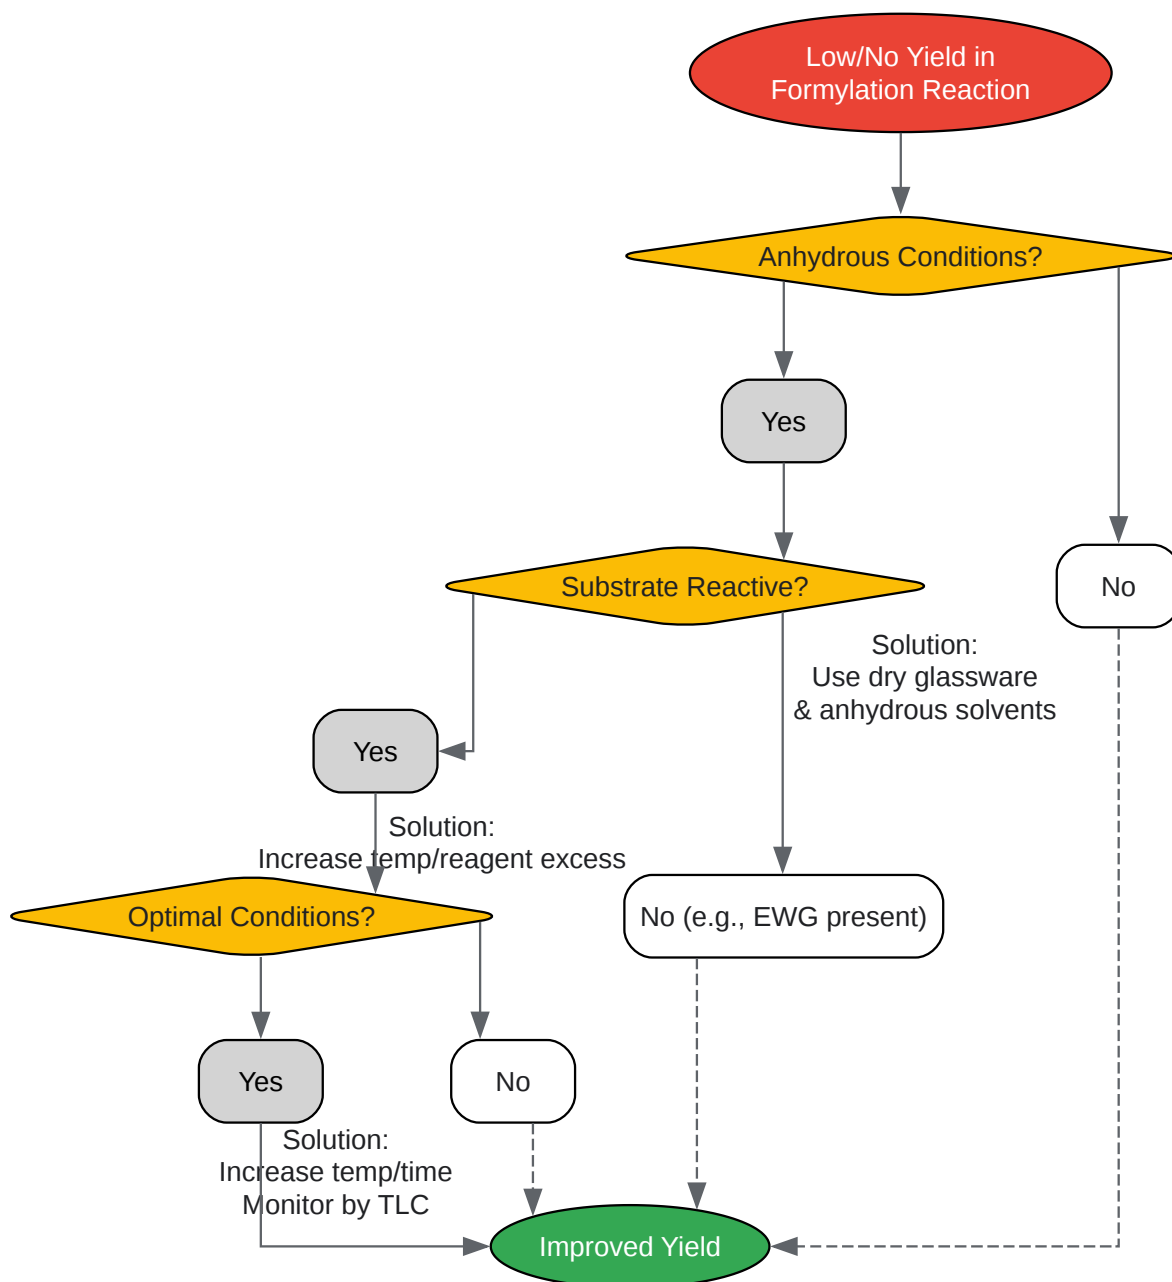 Low/No Yield in
Formylation Reaction
Anhydrous Conditions?
Yes
No
Substrate Reactive?
Solution:
Use dry glassware
& anhydrous solvents
Yes
Solution:
Increase temp/reagent excess
Optimal Conditions?
No (e.g., EWG present)
Yes
No
Solution:
Increase temp/time
Monitor by TLC
Improved Yield